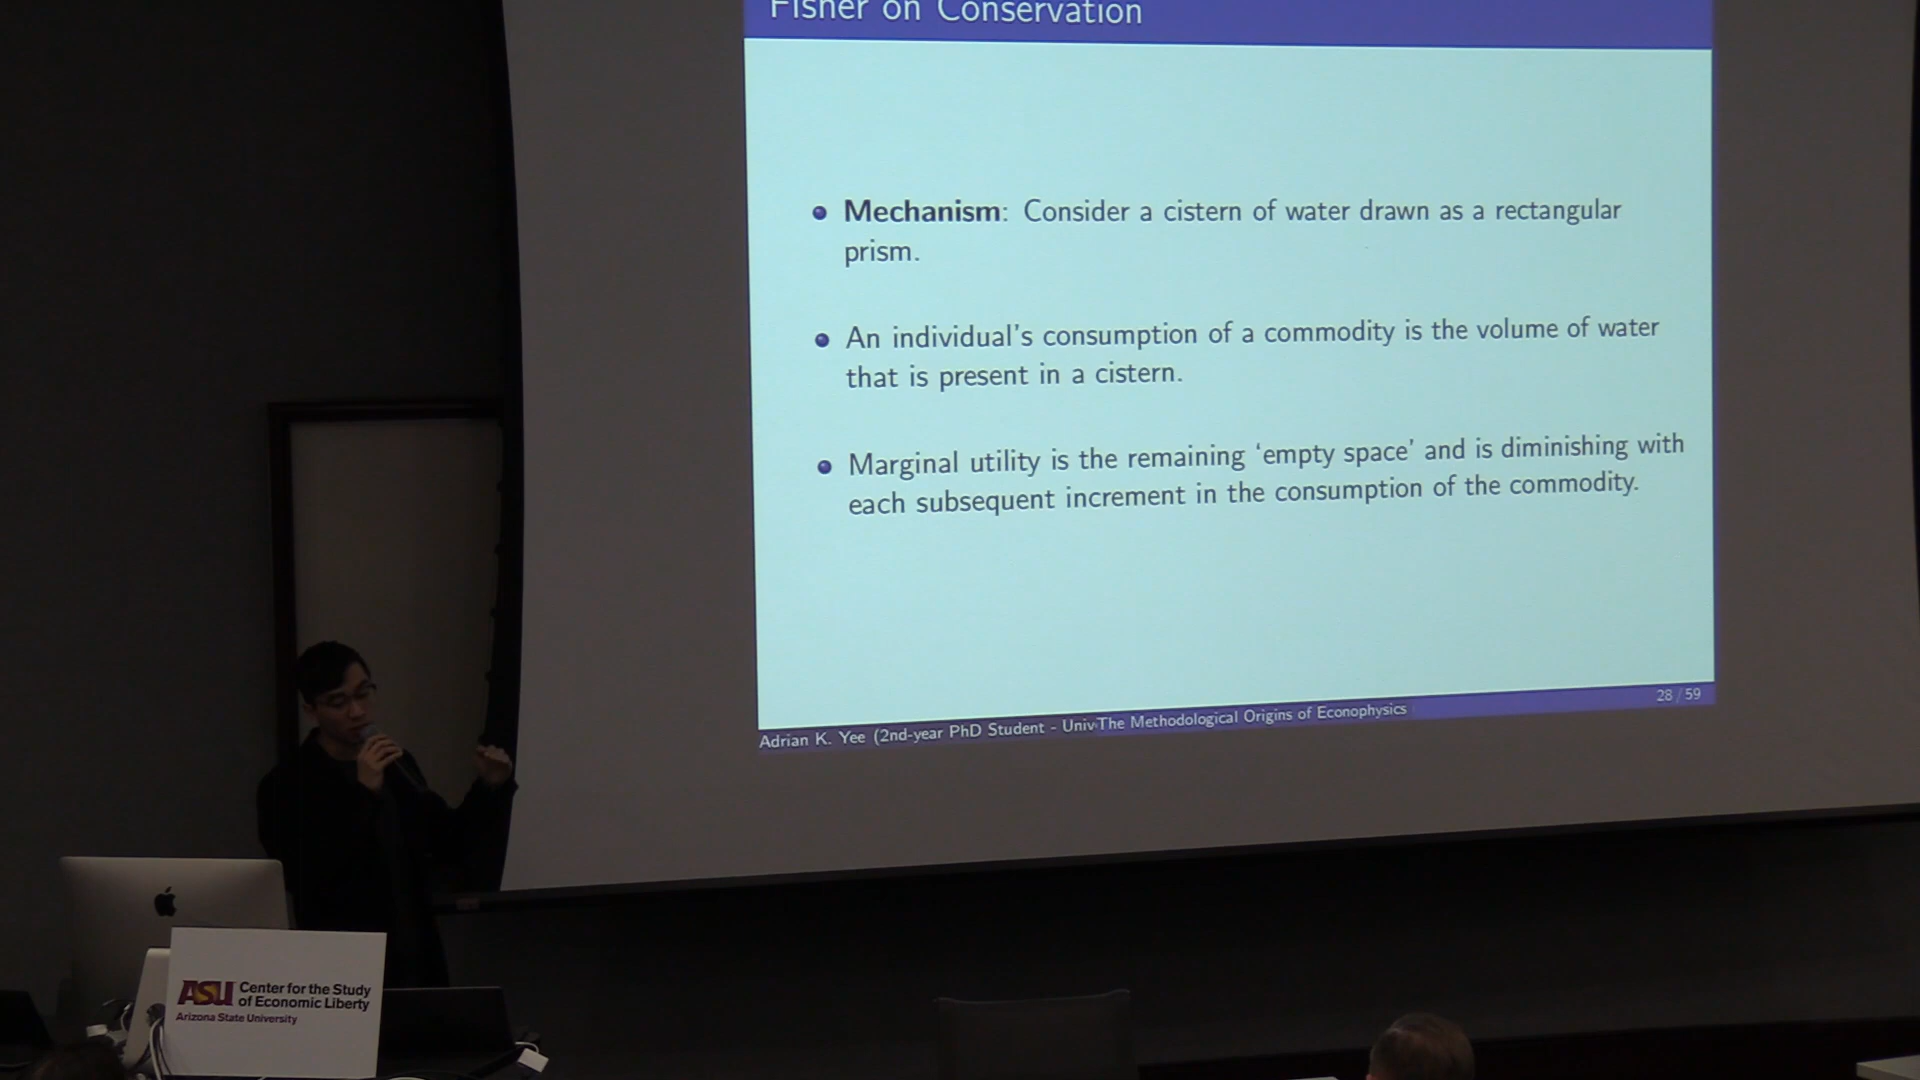 Fisher on Conservation
Mechanism: Consider a cistern of water drawn as a rectangular
prism.
An individual's consumption of a commodity is the volume of water
that is present in a cistern.
Marginal utility is the remaining ‘empty space’ and is diminishing with
each subsequent increment in the consumption of the commodity.
28 / 59
Adrian K. Yee (2nd-year PhD Student - Univ The Methodological Origins of Econophysics
ASU Center for the Study
of Economic Liberty
Arizona State University